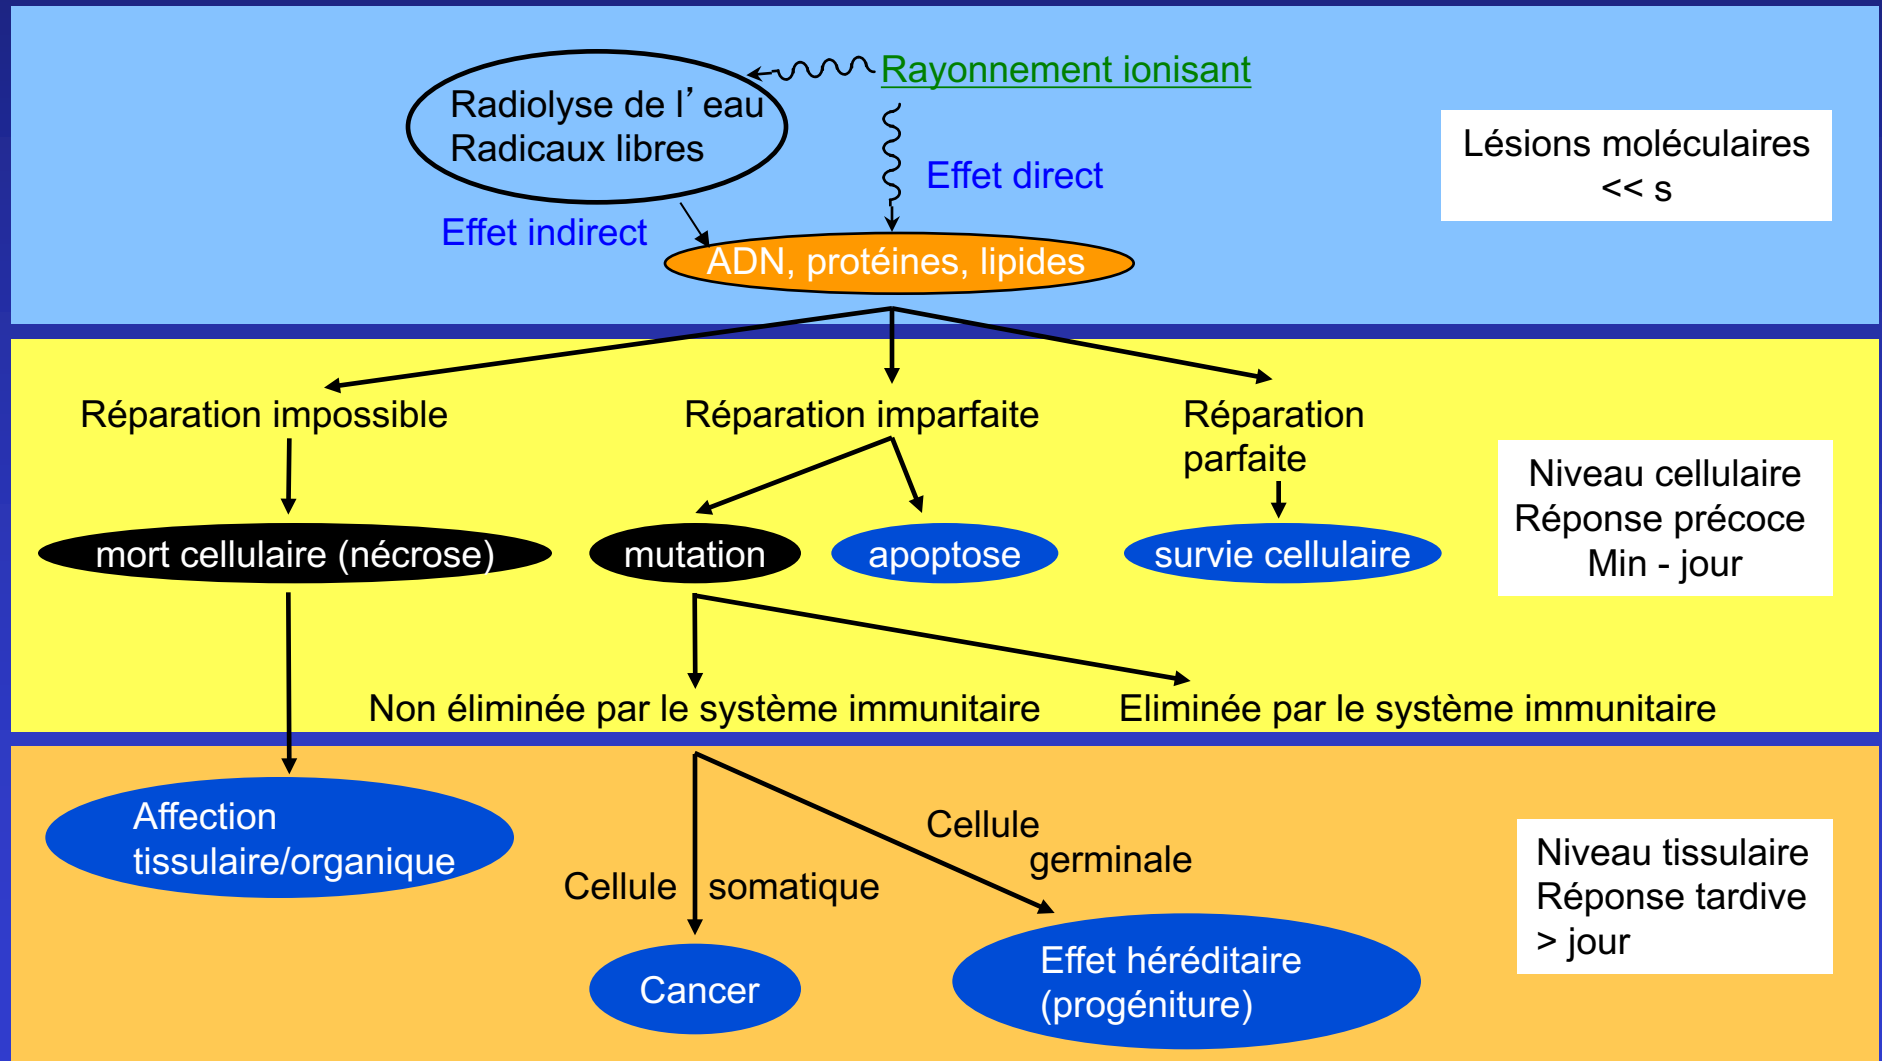 Rayonnement ionisant
Radiolyse de l’eau
Radicaux libres
Effet direct
Effet indirect
ADN, protéines, lipides
Lésions moléculaires
<< s
Réparation impossible
Réparation imparfaite
Réparation
parfaite
mort cellulaire (nécrose)
mutation
apoptose
survie cellulaire
Niveau cellulaire
Réponse précoce
Min - jour
Non éliminée par le système immunitaire
Eliminée par le système immunitaire
Affection
tissulaire/organique
Cellule somatique
Cellule
germinale
Cancer
Effet héréditaire
(progéniture)
Niveau tissulaire
Réponse tardive
> jour